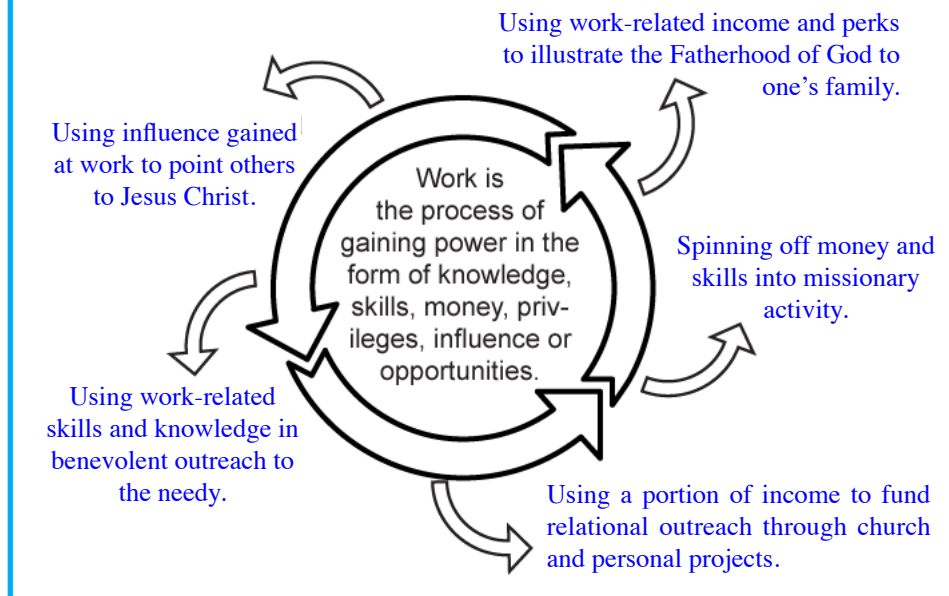 Using work-related income and perks
to illustrate the Fatherhood of God to
one’s family.
Using influence gained
at work to point others
to Jesus Christ.
Work is
the process of
gaining power in the
form of knowledge,
skills, money, priv-
ileges, influence or
opportunities.
Spinning off money and
skills into missionary
activity.
Using work-related
skills and knowledge in
benevolent outreach to
the needy.
Using a portion of income to fund
relational outreach through church
and personal projects.